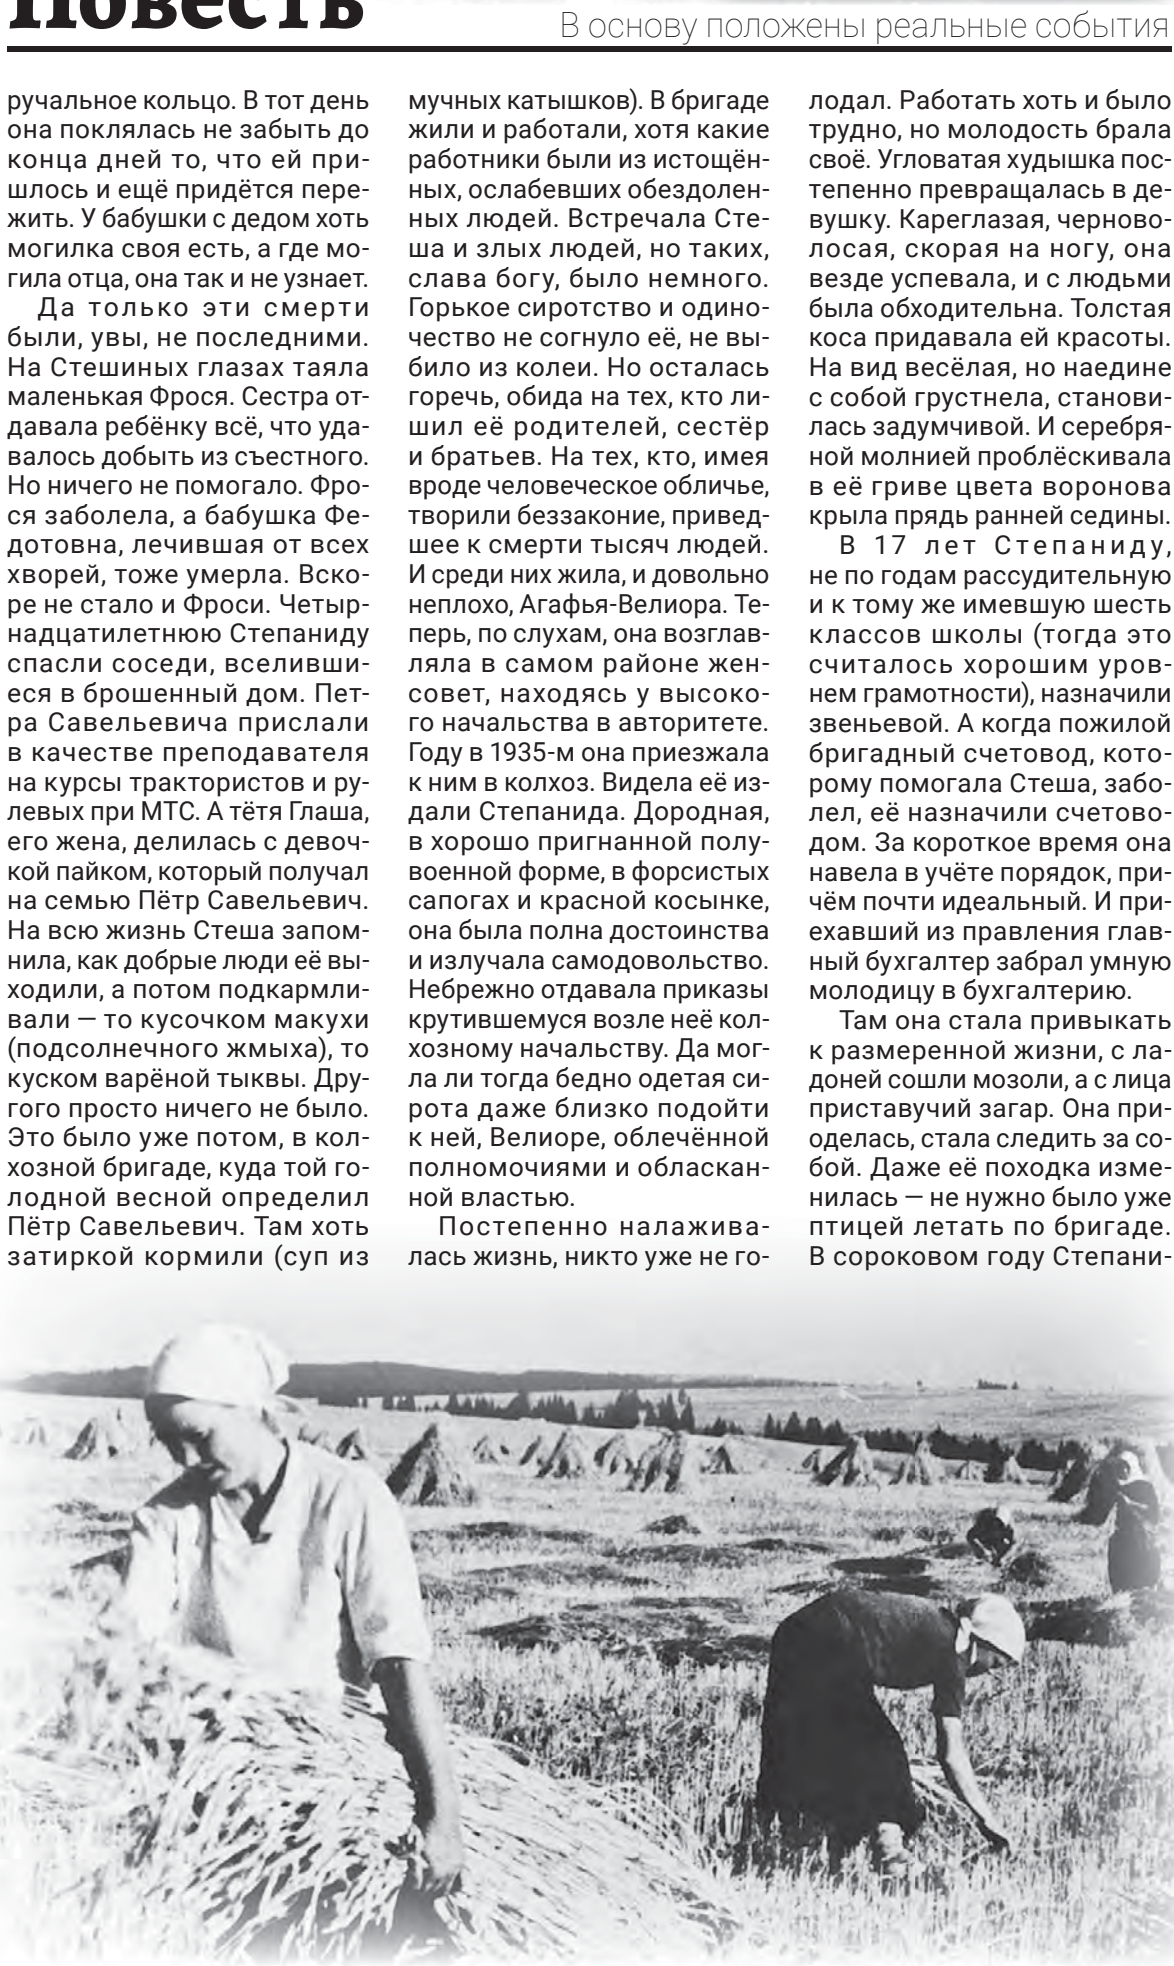 Повесть
В основу положены реальные события
ручальное кольцо. В тот день
она поклялась не забыть до
конца дней то, что ей при-
шлось и ещё придётся пере-
жить. У бабушки с дедом хоть
могилка своя есть, а где мо-
гила отца, она так и не узнает.
Да только эти смерти
были, увы, не последними.
На Стешиных глазах таяла
маленькая Фрося. Сестра от-
давала ребёнку всё, что уда-
валось добыть из съестного.
Но ничего не помогало. Фро-
ся заболела, а бабушка Фе-
дотовна, лечившая от всех
хворей, тоже умерла. Вско-
ре не стало и Фроси. Четыр-
надцатилетнюю Степаниду
спасли соседи, вселивши-
еся в брошенный дом. Пет-
ра Савельевича прислали
в качестве преподавателя
на курсы трактористов и ру-
левых при МТС. А тётя Глаша,
его жена, делилась с девоч-
кой пайком, который получал
на семью Пётр Савельевич.
На всю жизнь Стеша запом-
нила, как добрые люди её вы-
ходили, а потом подкармли-
вали — то кусочком макухи
(подсолнечного жмыха), то
куском варёной тыквы. Дру-
гого просто ничего не было.
Это было уже потом, в кол-
хозной бригаде, куда той го-
лодной весной определил
Пётр Савельевич. Там хоть
затиркой кормили (суп из
мучных катышков). В бригаде
жили и работали, хотя какие
работники были из истощён-
ных, ослабевших обездолен-
ных людей. Встречала Сте-
ша и злых людей, но таких,
слава богу, было немного.
Горькое сиротство и одино-
чество не согнуло её, не вы-
било из колеи. Но осталась
горечь, обида на тех, кто ли-
шил её родителей, сестёр
и братьев. На тех, кто, имея
вроде человеческое обличье,
творили беззаконие, привед-
шее к смерти тысяч людей.
И среди них жила, и довольно
неплохо, Агафья-Велиора. Те-
перь, по слухам, она возглав-
ляла в самом районе жен-
совет, находясь у высоко-
го начальства в авторитете.
Году в 1935-м она приезжала
к ним в колхоз. Видела её из-
дали Степанида. Дородная,
в хорошо пригнанной полу-
военной форме, в форсистых
сапогах и красной косынке,
она была полна достоинства
и излучала самодовольство.
Небрежно отдавала приказы
крутившемуся возле неё кол-
хозному начальству. Да мог-
ла ли тогда бедно одетая си-
рота даже близко подойти
к ней, Велиоре, облечённой
полномочиями и обласкан-
ной властью.
Постепенно налажива-
лась жизнь, никто уже не го-
лодал. Работать хоть и было
трудно, но молодость брала
своё. Угловатая худышка пос-
тепенно превращалась в де-
вушку. Кареглазая, черново-
лосая, скорая на ногу, она
везде успевала, и с людьми
была обходительна. Толстая
коса придавала ей красоты.
На вид весёлая, но наедине
с собой грустнела, станови-
лась задумчивой. И серебря-
ной молнией проблёскивала
в её гриве цвета воронова
крыла прядь ранней седины.
В 17 лет Степаниду,
не по годам рассудительную
и к тому же имевшую шесть
классов школы (тогда это
считалось хорошим уров-
нем грамотности), назначили
звеньевой. А когда пожилой
бригадный счетовод, кото-
рому помогала Стеша, забо-
лел, её назначили счетово-
дом. За короткое время она
навела в учёте порядок, при-
чём почти идеальный. И при-
ехавший из правления глав-
ный бухгалтер забрал умную
молодицу в бухгалтерию.
Там она стала привыкать
к размеренной жизни, с ла-
доней сошли мозоли, а с лица
приставучий загар. Она при-
оделась, стала следить за со-
бой. Даже её походка изме-
нилась — не нужно было уже
птицей летать по бригаде.
В сороковом году Степани-